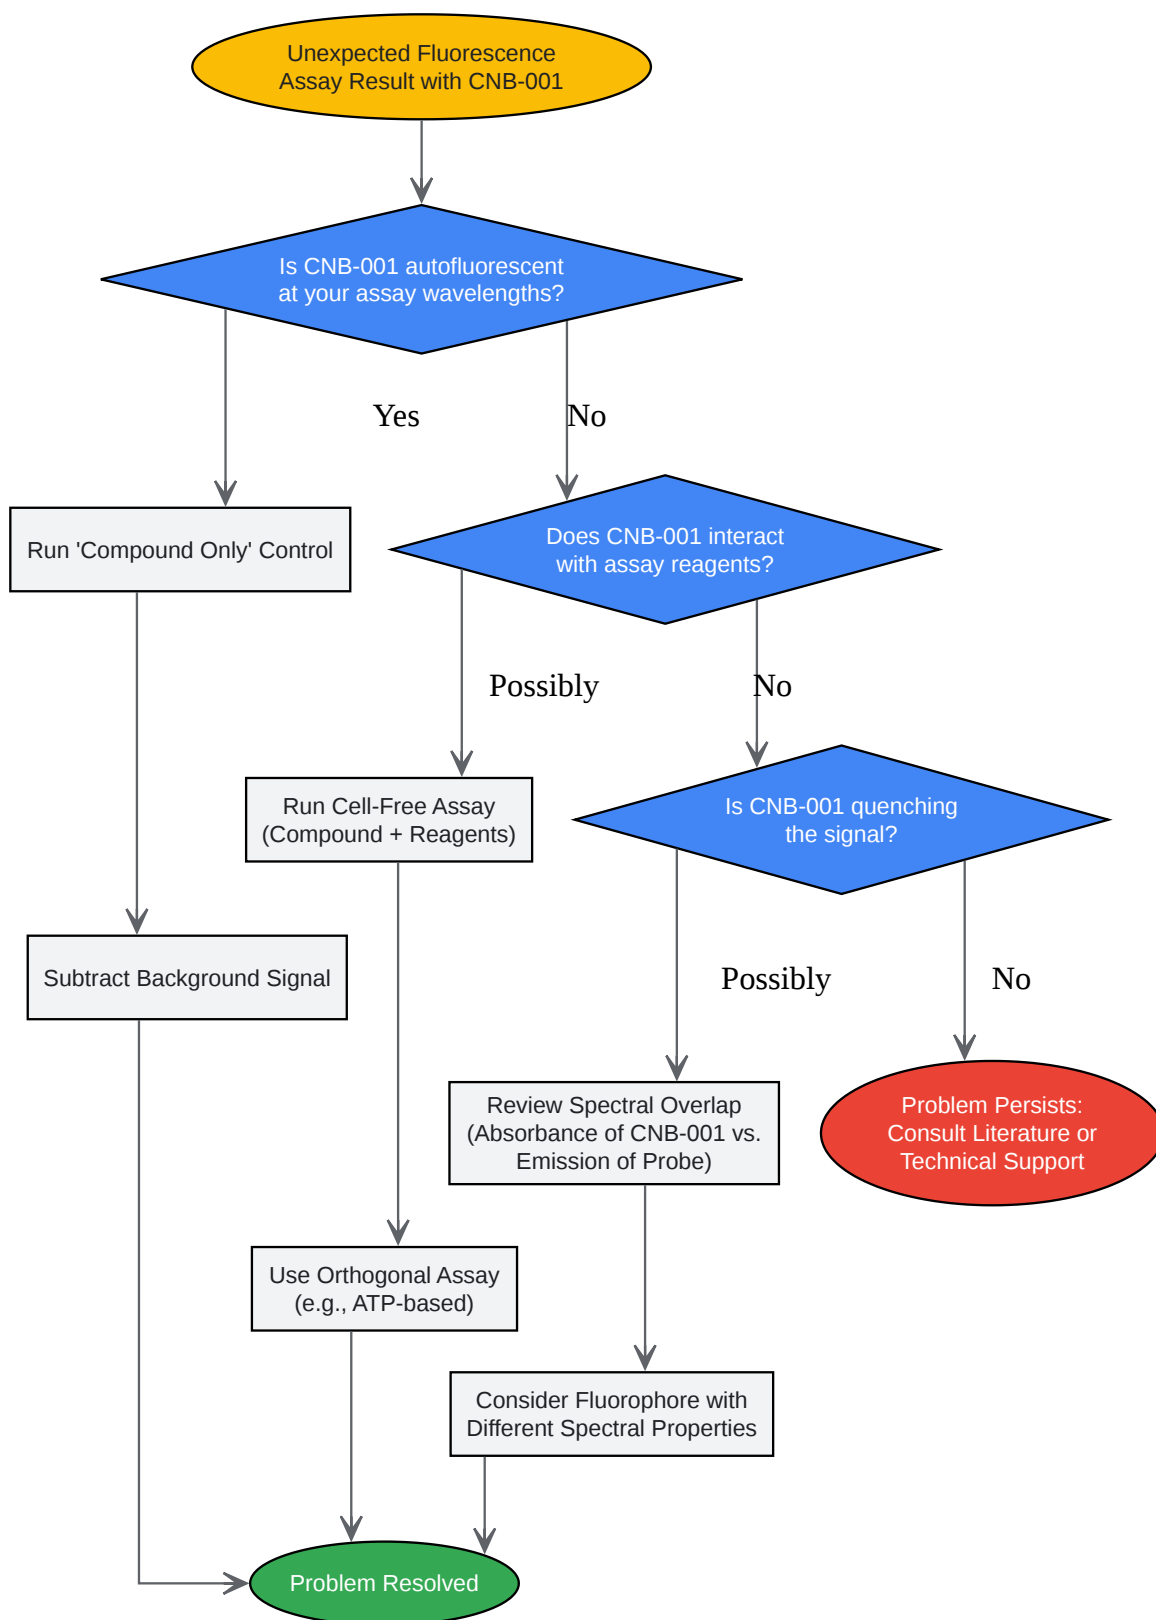 Unexpected Fluorescence
Assay Result with CNB-001
Is CNB-001 autofluorescent
at your assay wavelengths?
Yes
No
Run 'Compound Only' Control
Does CNB-001 interact
with assay reagents?
Possibly
No
Run Cell-Free Assay
(Compound + Reagents)
Is CNB-001 quenching
the signal?
Subtract Background Signal
Possibly
No
Review Spectral Overlap
(Absorbance of CNB-001 vs.
Emission of Probe)
Problem Persists:
Consult Literature or
Technical Support
Use Orthogonal Assay
(e.g., ATP-based)
Consider Fluorophore with
Different Spectral Properties
Problem Resolved